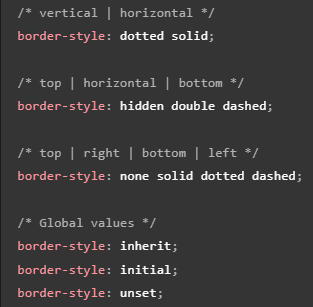 /* vertical | horizontal */
border-style: dotted solid;
/* top | horizontal | bottom */
border-style: hidden double dashed;
/* top | right | bottom | left */
border-style: none solid dotted dashed;
/* Global values */
border-style: inherit;
border-style: initial;
border-style: unset;